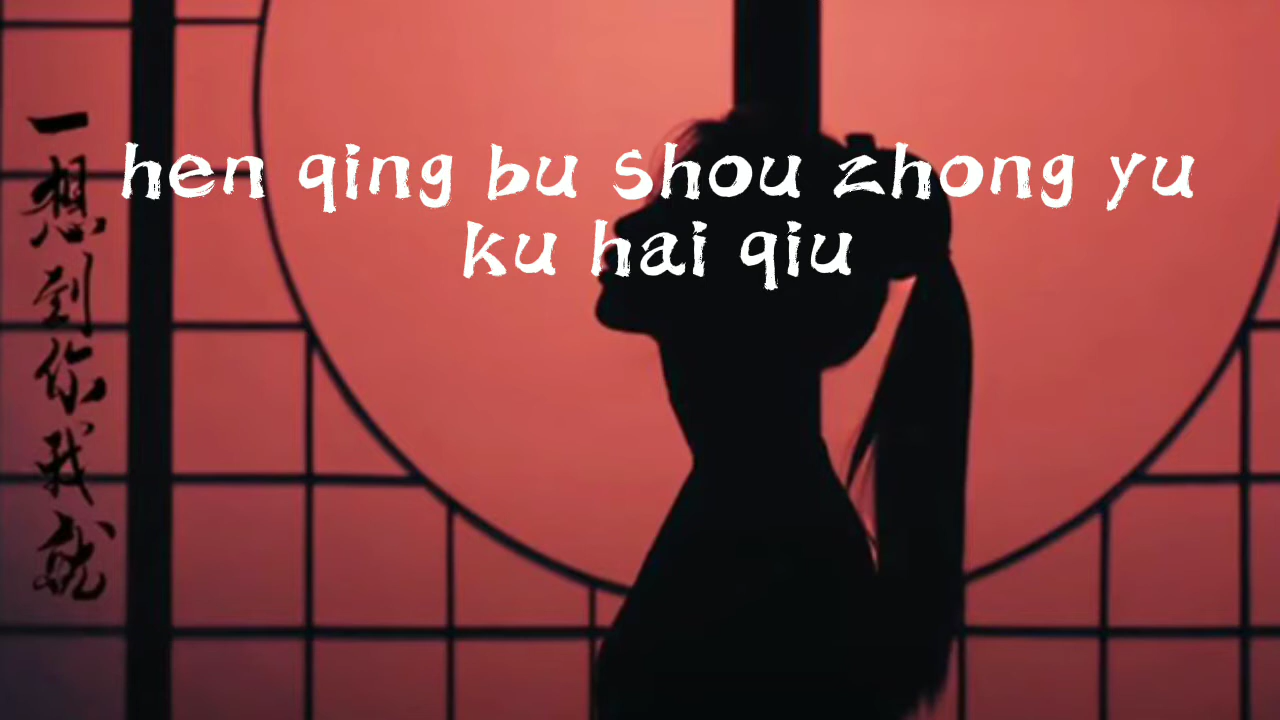 一想到你我就
hen qing bu shou zhong yu
ku hai qiu